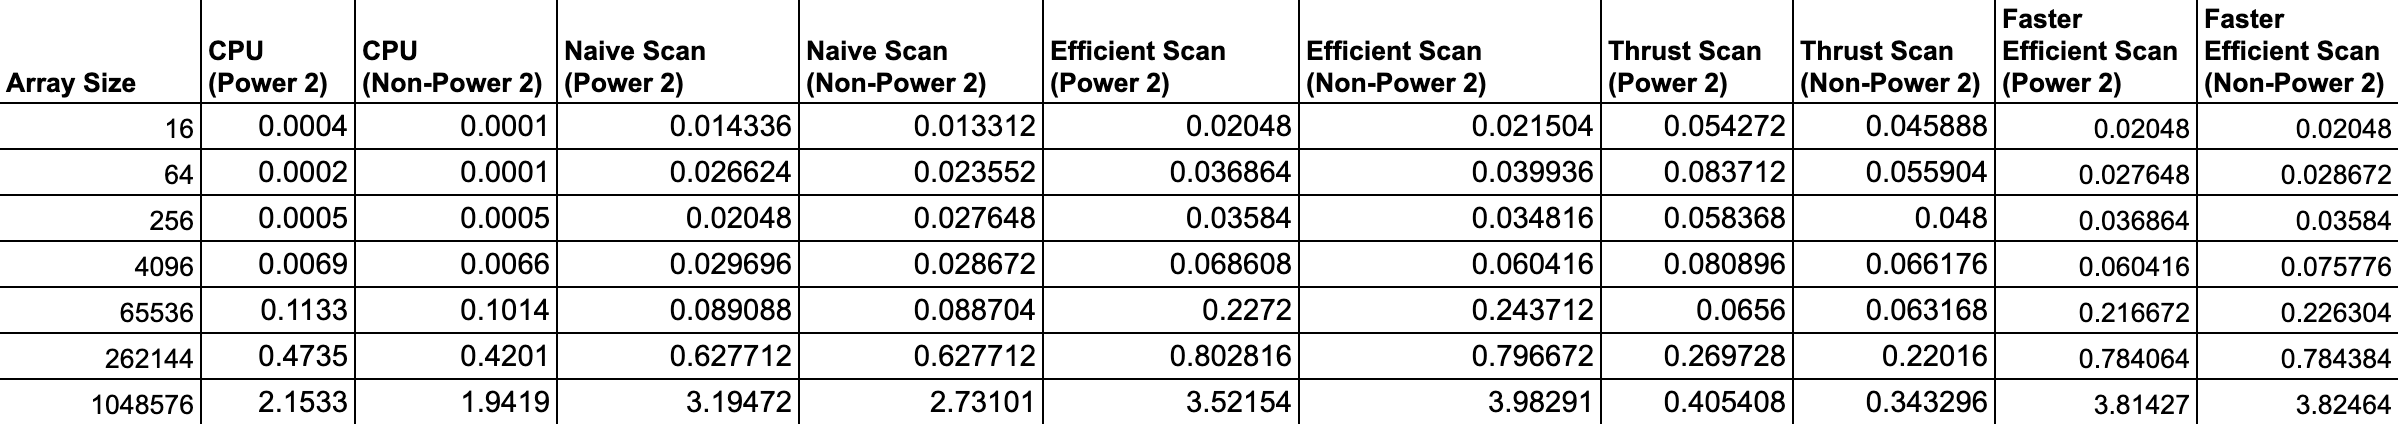 Array Size | CPU (Power 2) | CPU (Non-Power 2) | Naive Scan (Power 2) | Naive Scan (Non-Power 2) | Efficient Scan (Power 2) | Efficient Scan (Non-Power 2) | Thrust Scan (Power 2) | Thrust Scan (Non-Power 2) | Faster Efficient Scan (Power 2) | Faster Efficient Scan (Non-Power 2)
16 | 0.0004 | 0.0001 | 0.014336 | 0.013312 | 0.02048 | 0.021504 | 0.054272 | 0.045888 | 0.02048 | 0.02048
64 | 0.0002 | 0.0001 | 0.026624 | 0.023552 | 0.036864 | 0.039936 | 0.083712 | 0.055904 | 0.027648 | 0.028672
256 | 0.0005 | 0.0005 | 0.02048 | 0.027648 | 0.03584 | 0.034816 | 0.058368 | 0.048 | 0.036864 | 0.03584
4096 | 0.0069 | 0.0066 | 0.029696 | 0.028672 | 0.068608 | 0.060416 | 0.080896 | 0.066176 | 0.060416 | 0.075776
65536 | 0.1133 | 0.1014 | 0.089088 | 0.088704 | 0.2272 | 0.243712 | 0.0656 | 0.063168 | 0.216672 | 0.226304
262144 | 0.4735 | 0.4201 | 0.627712 | 0.627712 | 0.802816 | 0.796672 | 0.269728 | 0.22016 | 0.784064 | 0.784384
1048576 | 2.1533 | 1.9419 | 3.19472 | 2.73101 | 3.52154 | 3.98291 | 0.405408 | 0.343296 | 3.81427 | 3.82464